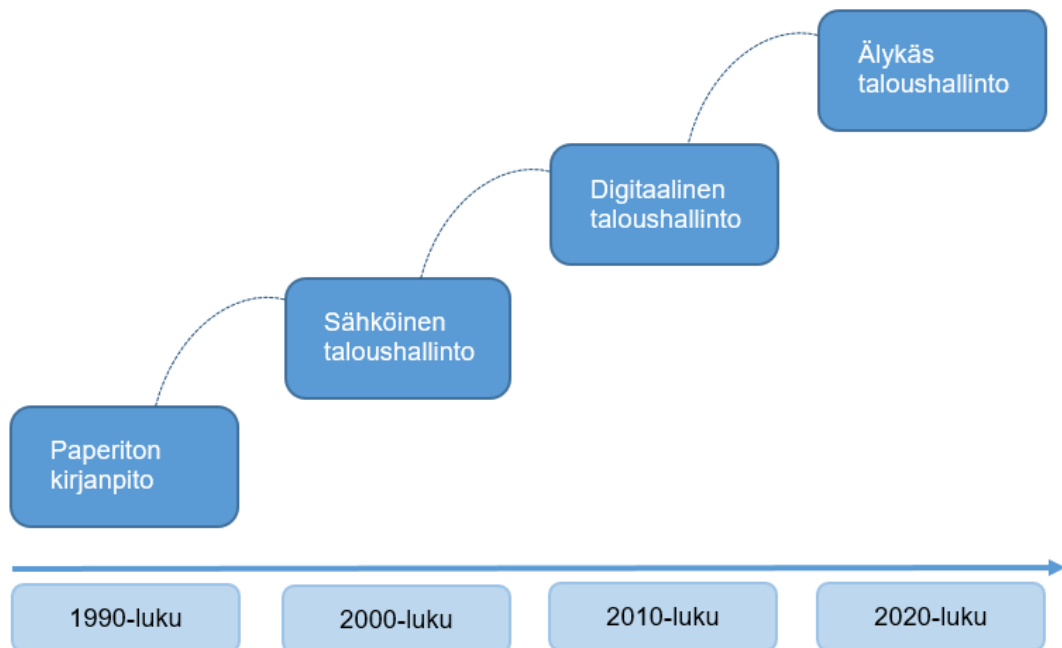 Älykäs
taloushallinto
Digitaalinen
taloushallinto
Sähköinen
taloushallinto
Paperiton
kirjanpito
1990-luku
2000-luku
2010-luku
2020-luku